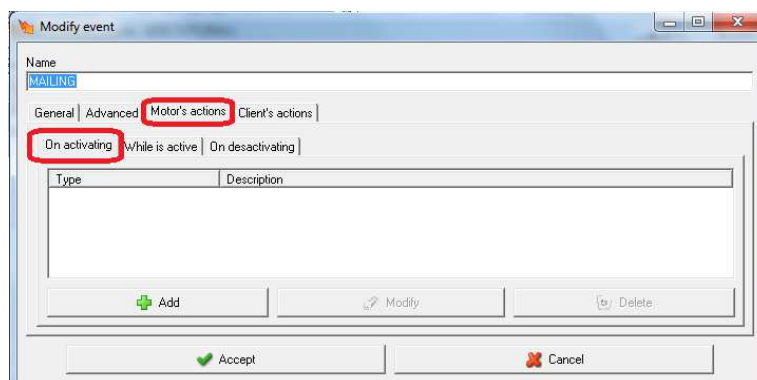 Modify event
Name
MAILING
General Advanced Motor's actions Client's actions
On activating While is active On desactivating
Type Description
Add Modify Delete
Accept Cancel